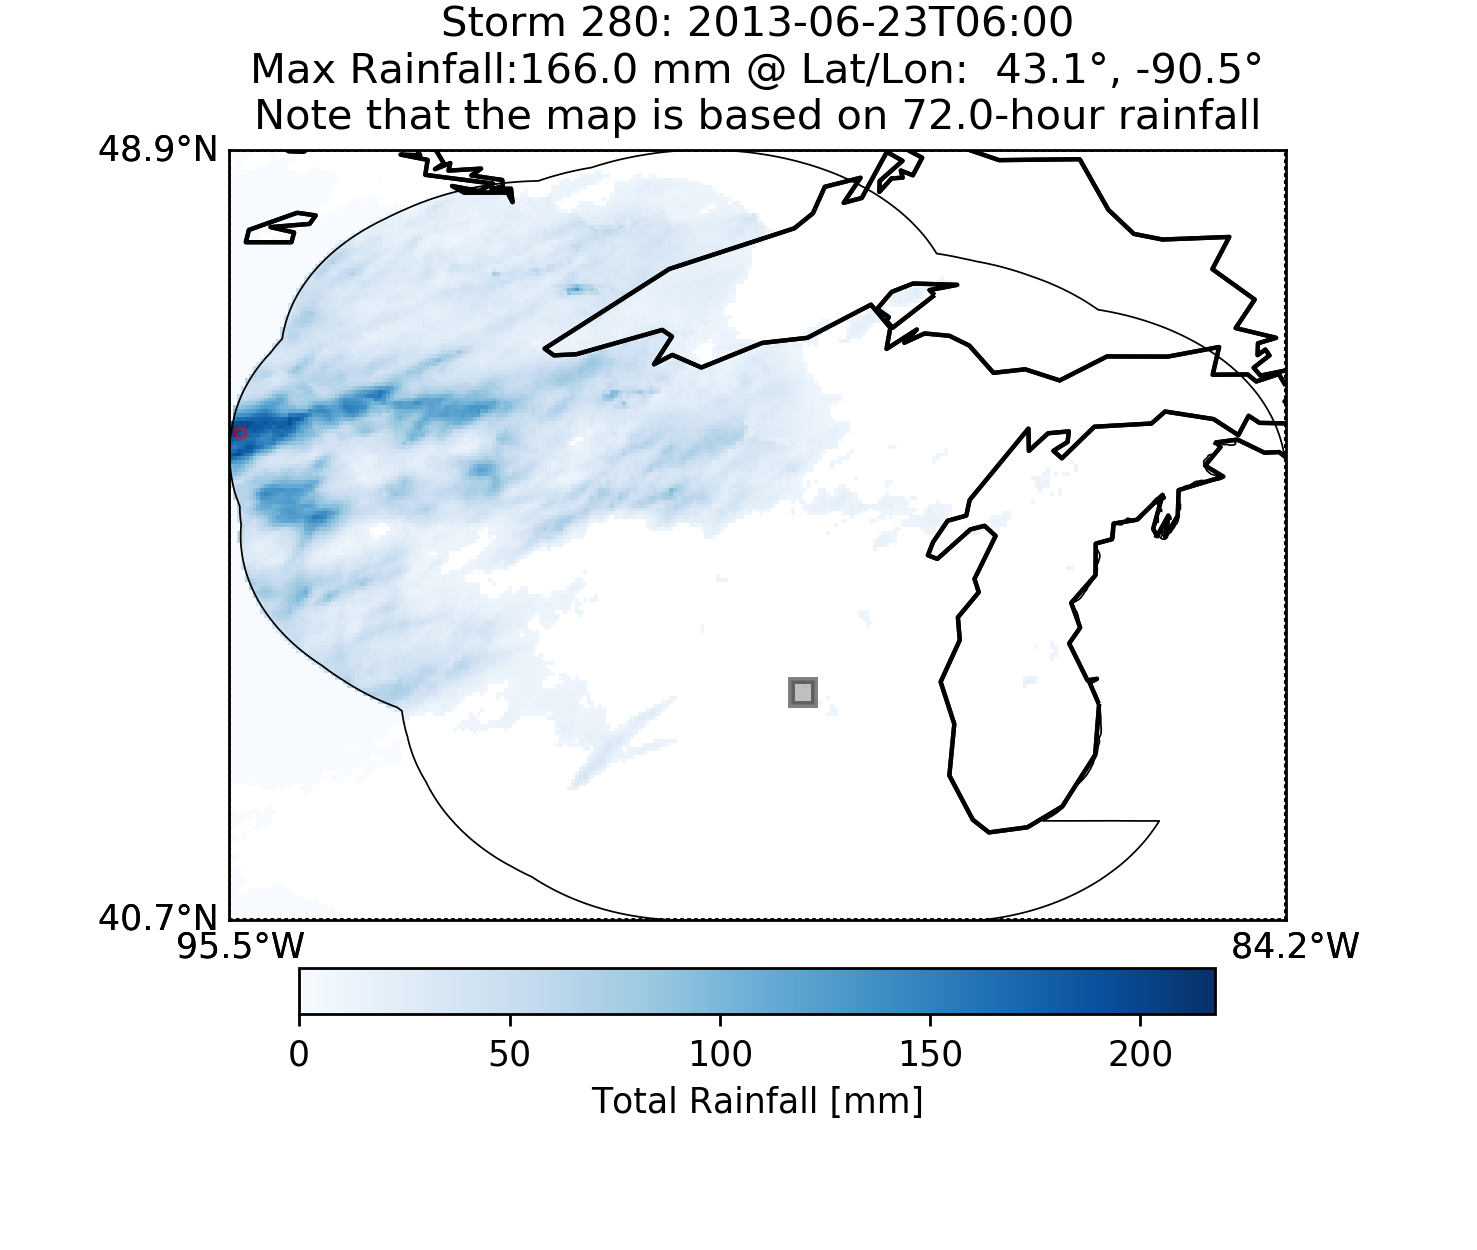 Storm 280: 2013-06-23T06:00
Max Rainfall:166.0 mm @ Lat/Lon:  43.1°, -90.5°
Note that the map is based on 72.0-hour rainfall
48.9°N
40.7°N
95.5°W 84.2°W
0 50 100 150 200
Total Rainfall [mm]